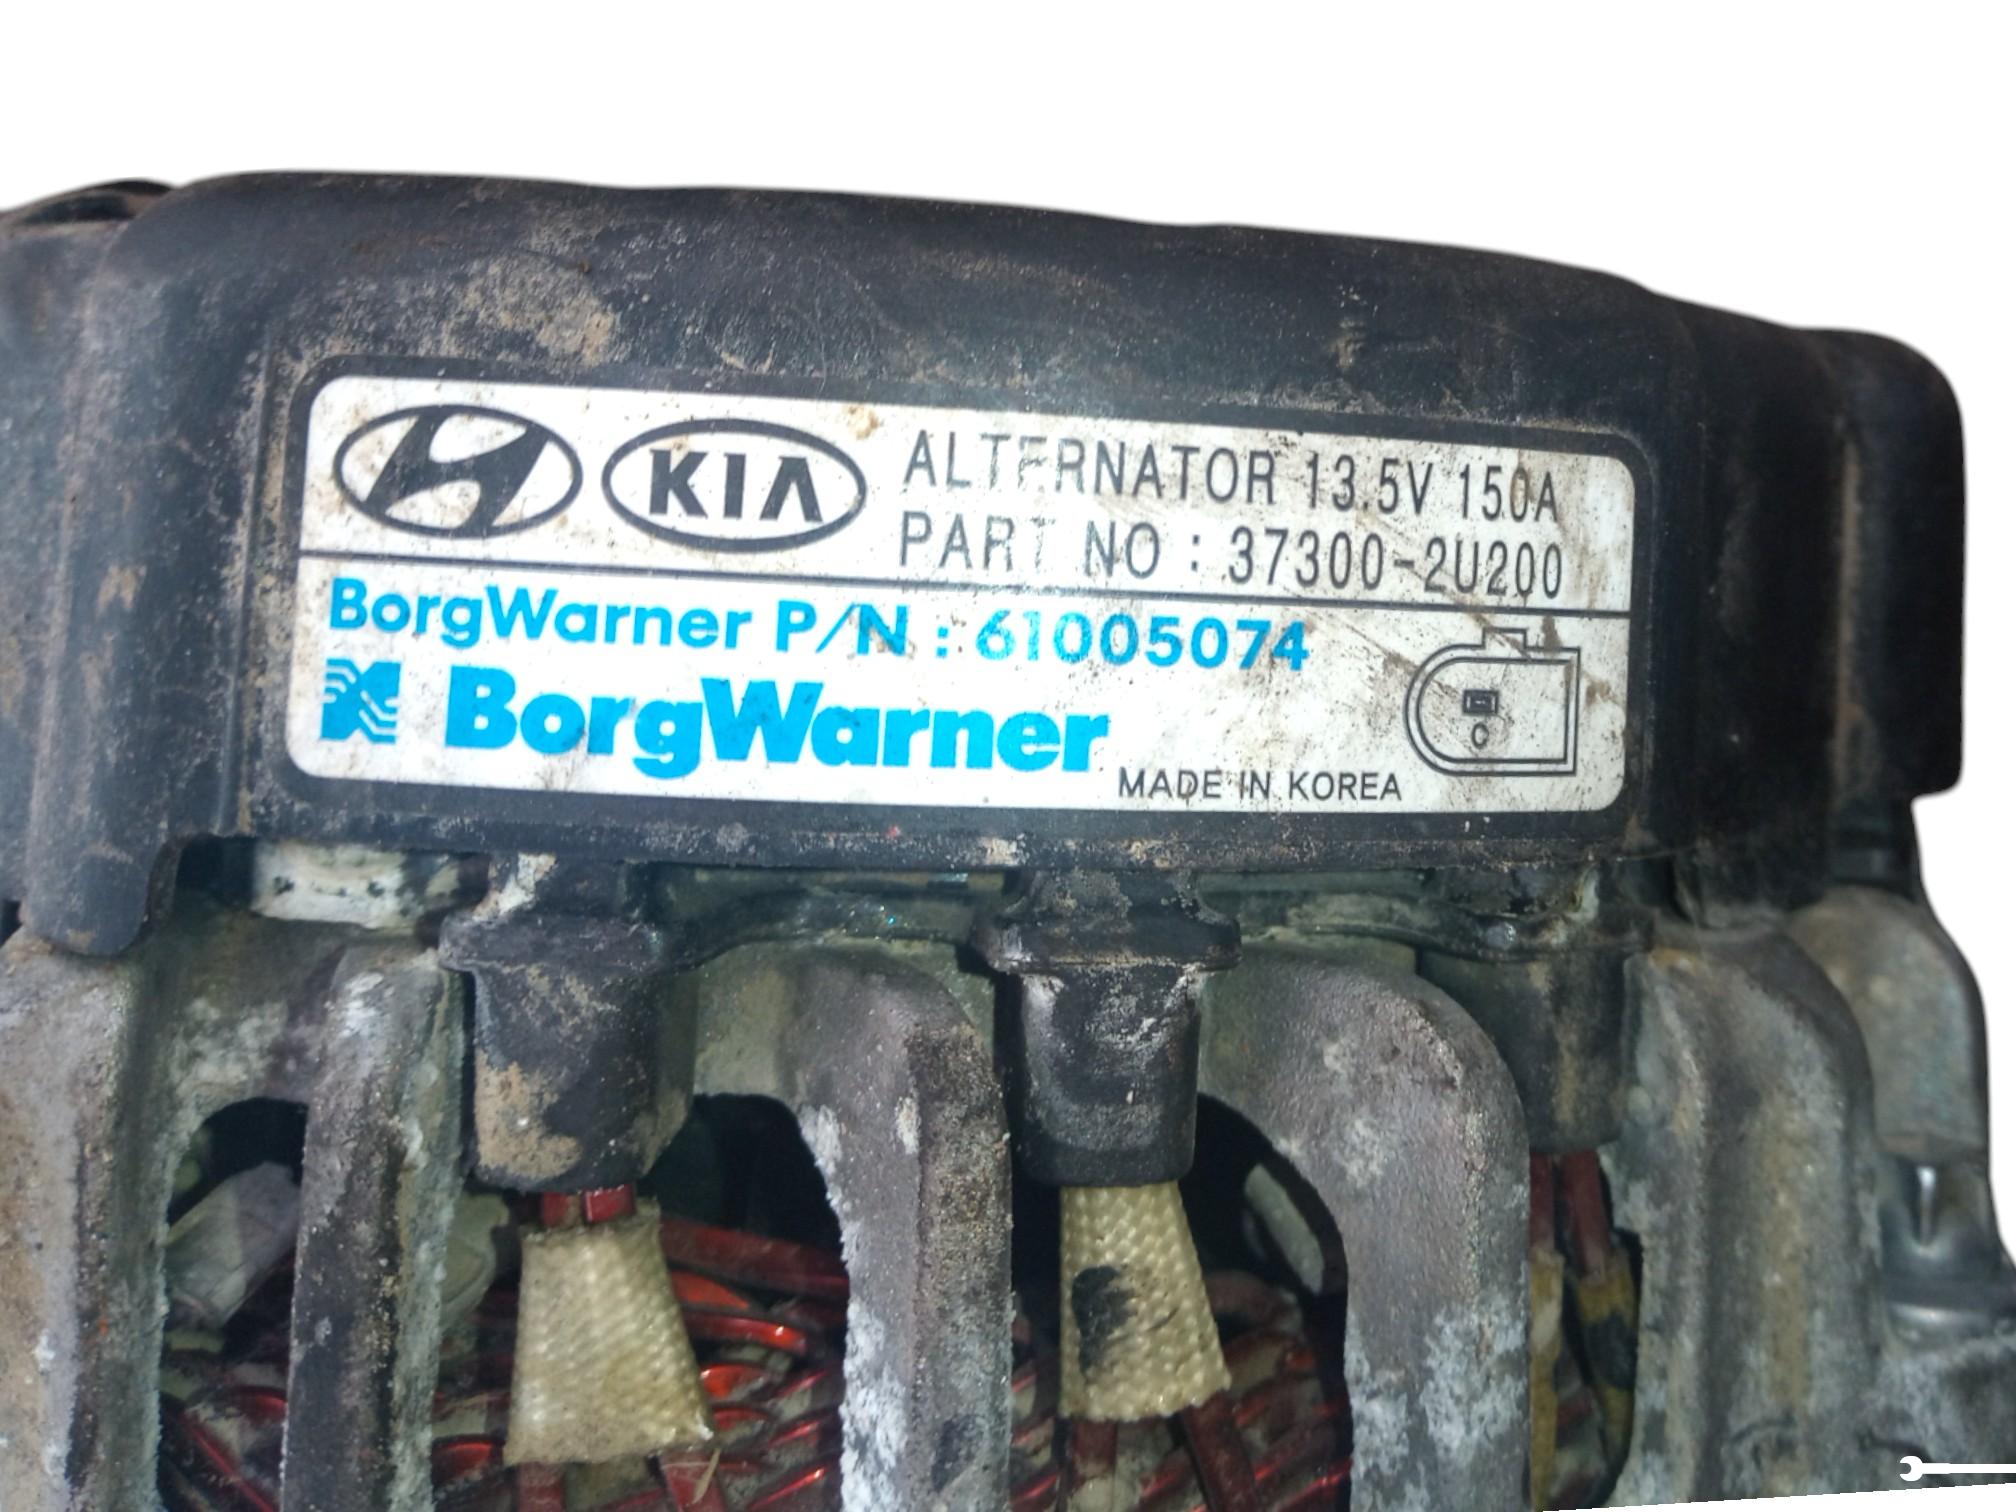 KIA ALTERNATOR 13.5V 150A
PART NO : 37300-2U200
BorgWarner P/N : 61005074
BorgWarner
C
MADE IN KOREA